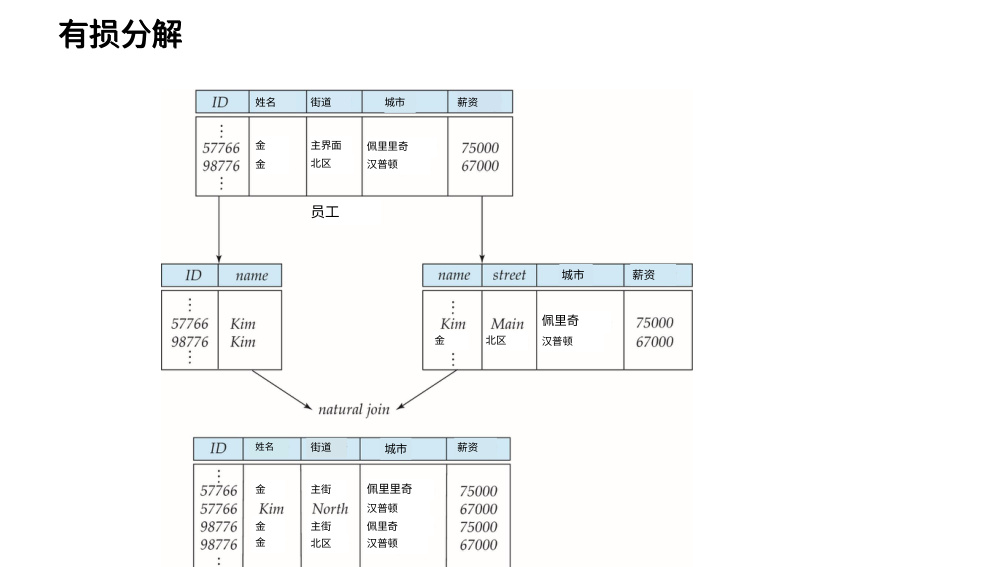 有损分解
ID 姓名 街道 城市 薪资
⋮
57766 金 主界面 佩里里奇 75000
98776 金 北区 汉普顿 67000
⋮
员工
ID name
⋮
57766 Kim
98776 Kim
⋮
name street 城市 薪资
⋮
Kim Main 佩里奇 75000
金 北区 汉普顿 67000
⋮
natural join
ID 姓名 街道 城市 薪资
⋮
57766 金 主街 佩里里奇 75000
57766 Kim North 汉普顿 67000
98776 金 主街 佩里奇 75000
98776 金 北区 汉普顿 67000
⋮